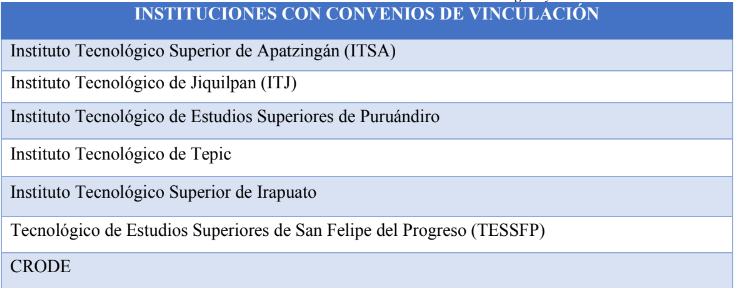 INSTITUCIONES CON CONVENIOS DE VINCULACIÓN
Instituto Tecnológico Superior de Apatzingán (ITSA)
Instituto Tecnológico de Jiquilpan (ITJ)
Instituto Tecnológico de Estudios Superiores de Puruándiro
Instituto Tecnológico de Tepic
Instituto Tecnológico Superior de Irapuato
Tecnológico de Estudios Superiores de San Felipe del Progreso (TESSFP)
CRODE